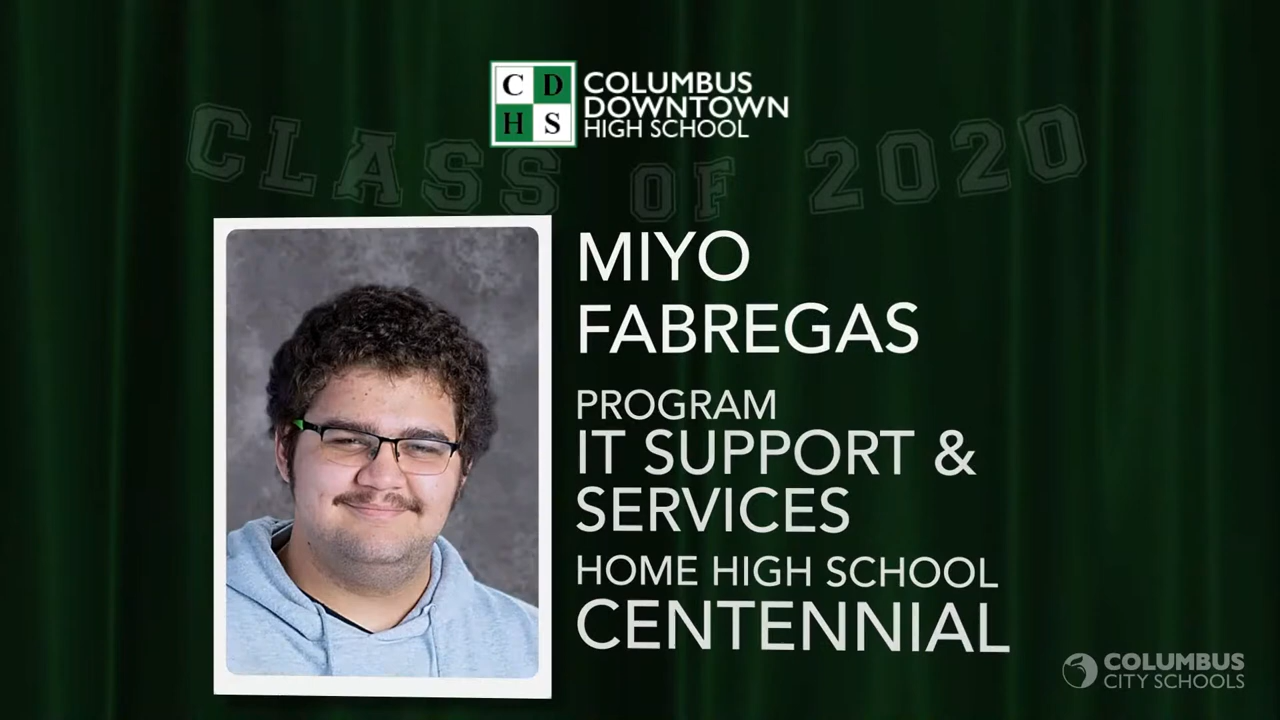 C D
H S
COLUMBUS
DOWNTOWN
HIGH SCHOOL
CLASS OF 2020
MIYO
FABREGAS
PROGRAM
IT SUPPORT &
SERVICES
HOME HIGH SCHOOL
CENTENNIAL
COLUMBUS
CITY SCHOOLS